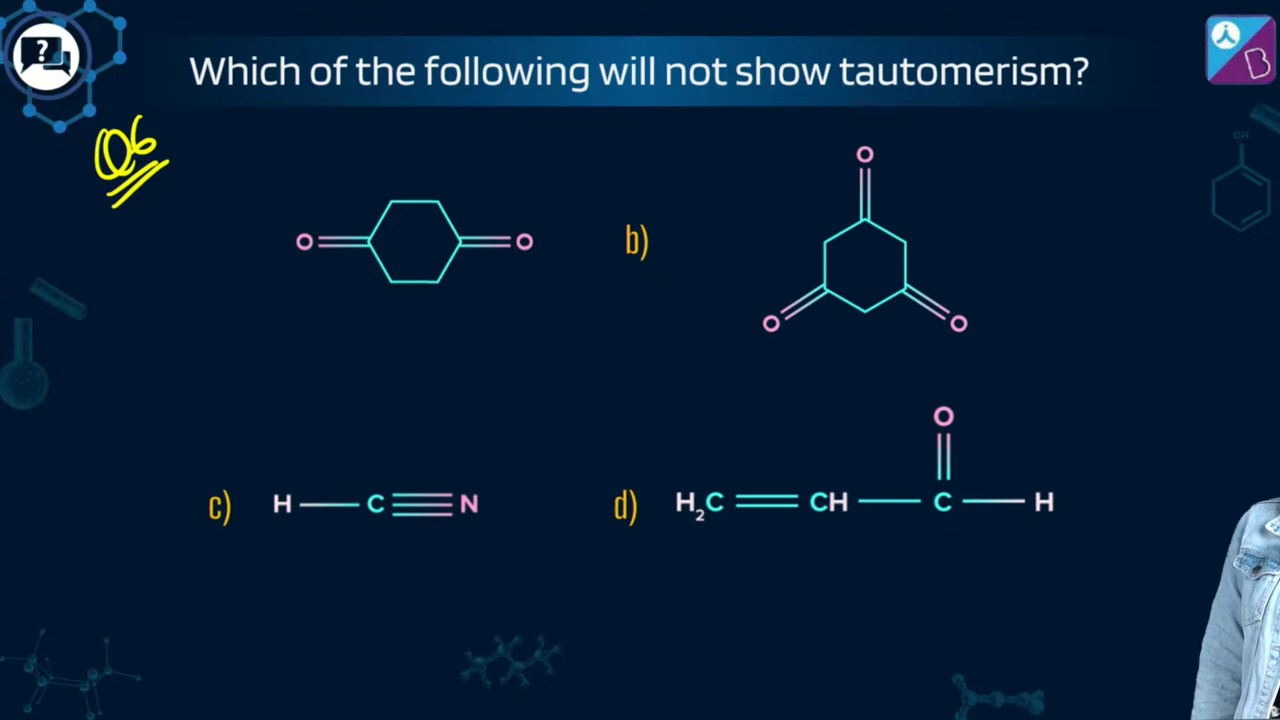 ?
Which of the following will not show tautomerism?
B
Q6
OH
O
O O
b)
O O
O
c) H C N
d) H₂C CH C H